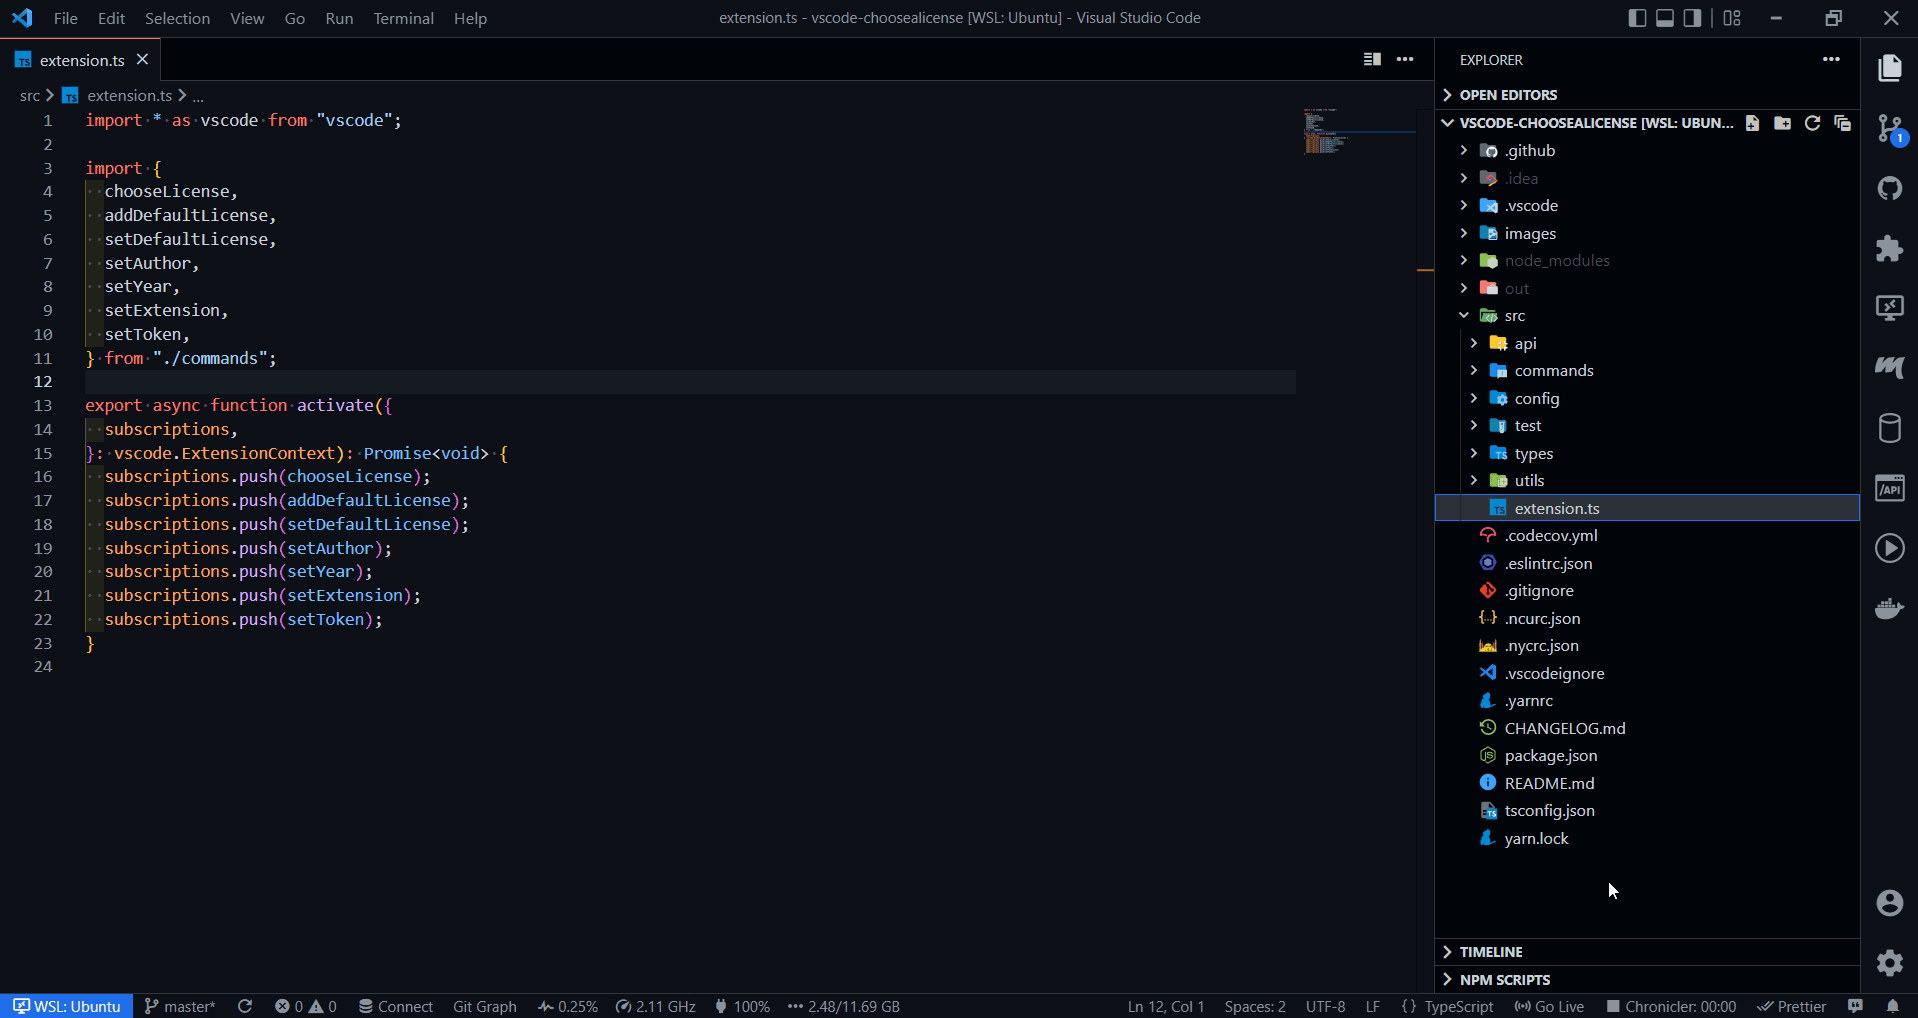 File Edit Selection View Go Run Terminal Help
extension.ts - vscode-choosealicense [WSL: Ubuntu] - Visual Studio Code
TS extension.ts
src > TS extension.ts > ...
1 import * as vscode from "vscode";
2
3 import {
4 chooseLicense,
5 addDefaultLicense,
6 setDefaultLicense,
7 setAuthor,
8 setYear,
9 setExtension,
10 setToken,
11 } from "./commands";
12
13 export async function activate({
14 subscriptions,
15 }: vscode.ExtensionContext): Promise<void> {
16 subscriptions.push(chooseLicense);
17 subscriptions.push(addDefaultLicense);
18 subscriptions.push(setDefaultLicense);
19 subscriptions.push(setAuthor);
20 subscriptions.push(setYear);
21 subscriptions.push(setExtension);
22 subscriptions.push(setToken);
23 }
24
EXPLORER
OPEN EDITORS
VSCODE-CHOOSEALICENSE [WSL: UBUN...
.github
.idea
.vscode
images
node_modules
out
src
api
commands
config
test
types
utils
TS extension.ts
.codecov.yml
.eslintrc.json
.gitignore
.ncurc.json
.nycrc.json
.vscodeignore
.yarnrc
CHANGELOG.md
package.json
README.md
tsconfig.json
yarn.lock
TIMELINE
NPM SCRIPTS
1
/API
WSL: Ubuntu master* 0 0 Connect Git Graph 0.25% 2.11 GHz 100% 2.48/11.69 GB
Ln 12, Col 1 Spaces: 2 UTF-8 LF {} TypeScript Go Live Chronicler: 00:00 Prettier